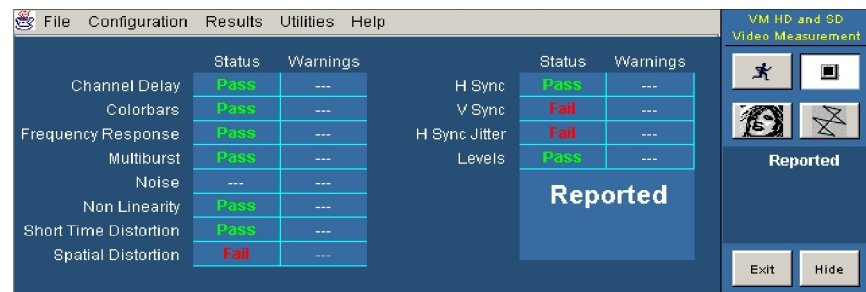 File Configuration Results Utilities Help
VM HD and SD
Video Measurement
Status Warnings
Channel Delay Pass ---
Colorbars Pass ---
Frequency Response Pass ---
Multiburst Pass ---
Noise --- ---
Non Linearity Pass ---
Short Time Distortion Pass ---
Spatial Distortion Fail ---
Status Warnings
H Sync Pass ---
V Sync Fail ---
H Sync Jitter Fail ---
Levels Pass ---
Reported
Reported
Exit Hide